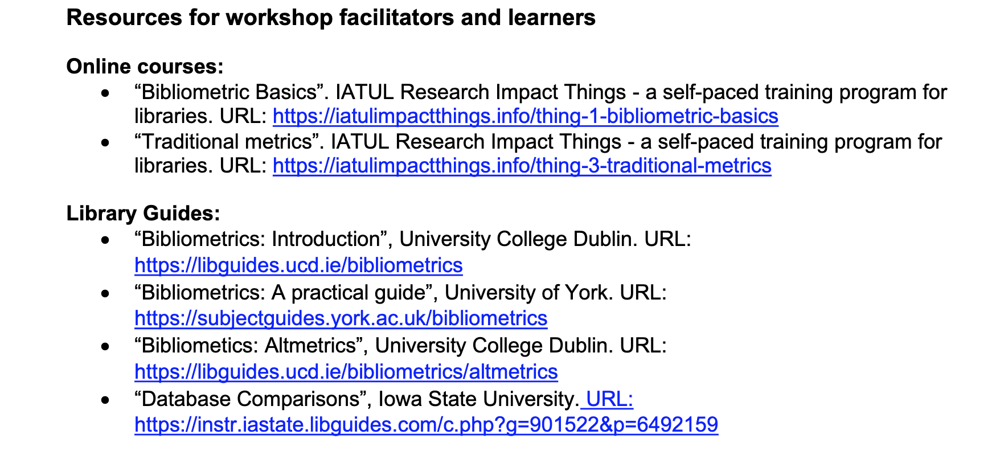 Resources for workshop facilitators and learners
Online courses:
• “Bibliometric Basics”. IATUL Research Impact Things - a self-paced training program for
libraries. URL: https://iatulimpactthings.info/thing-1-bibliometric-basics
• “Traditional metrics”. IATUL Research Impact Things - a self-paced training program for
libraries. URL: https://iatulimpactthings.info/thing-3-traditional-metrics
Library Guides:
• “Bibliometrics: Introduction”, University College Dublin. URL:
https://libguides.ucd.ie/bibliometrics
• “Bibliometrics: A practical guide”, University of York. URL:
https://subjectguides.york.ac.uk/bibliometrics
• “Bibliometics: Altmetrics”, University College Dublin. URL:
https://libguides.ucd.ie/bibliometrics/altmetrics
• “Database Comparisons”, Iowa State University. URL:
https://instr.iastate.libguides.com/c.php?g=901522&p=6492159